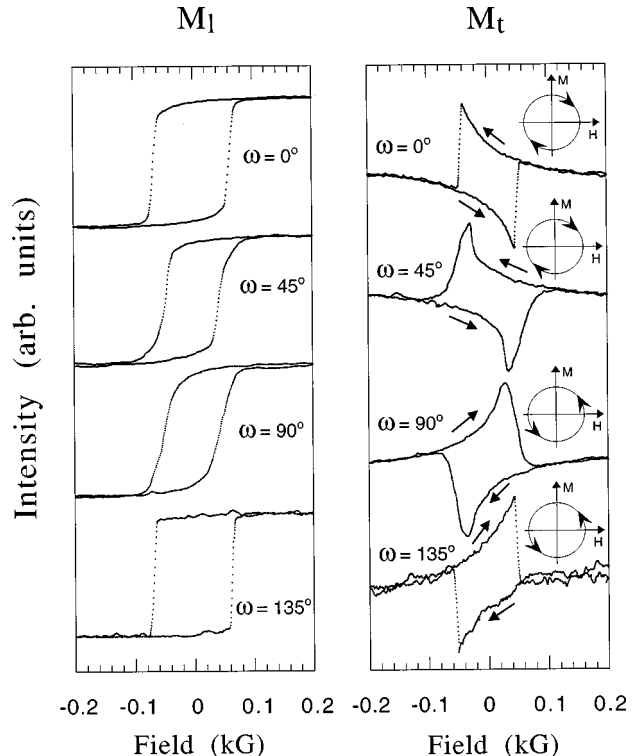 M_l
M_t
Intensity (arb. units)
ω = 0°
ω = 45°
ω = 90°
ω = 135°
-0.2 -0.1 0 0.1 0.2
Field (kG)
M
H
ω = 0°
M
H
ω = 45°
M
H
ω = 90°
M
H
ω = 135°
-0.2 -0.1 0 0.1 0.2
Field (kG)